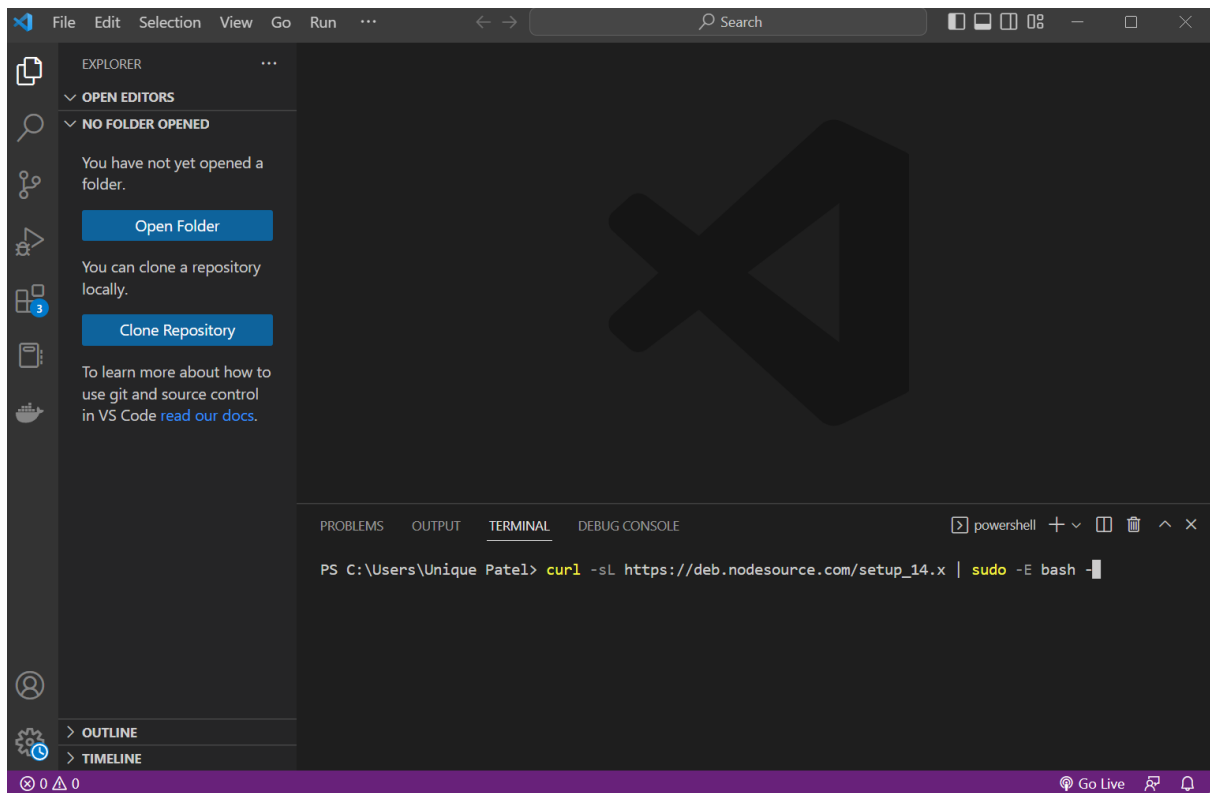 File Edit Selection View Go Run ··· Search
EXPLORER ···
OPEN EDITORS
NO FOLDER OPENED
You have not yet opened a
folder.
Open Folder
You can clone a repository
locally.
3
Clone Repository
To learn more about how to
use git and source control
in VS Code read our docs.
PROBLEMS OUTPUT TERMINAL DEBUG CONSOLE powershell
PS C:\Users\Unique Patel> curl -sL https://deb.nodesource.com/setup_14.x | sudo -E bash -
OUTLINE
TIMELINE
0 0 Go Live